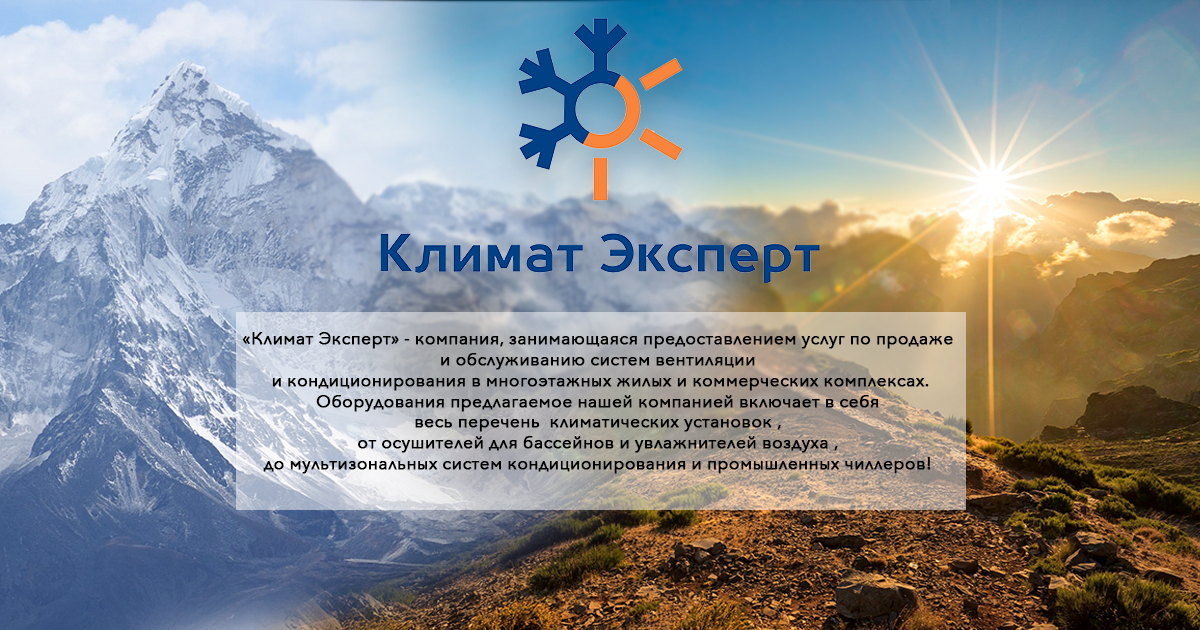 Климат Эксперт
«Климат Эксперт» - компания, занимающаяся предоставлением услуг по продаже
и обслуживанию систем вентиляции
и кондиционирования в многоэтажных жилых и коммерческих комплексах.
Оборудования предлагаемое нашей компанией включает в себя
весь перечень  климатических установок ,
от осушителей для бассейнов и увлажнителей воздуха ,
до мультизональных систем кондиционирования и промышленных чиллеров!